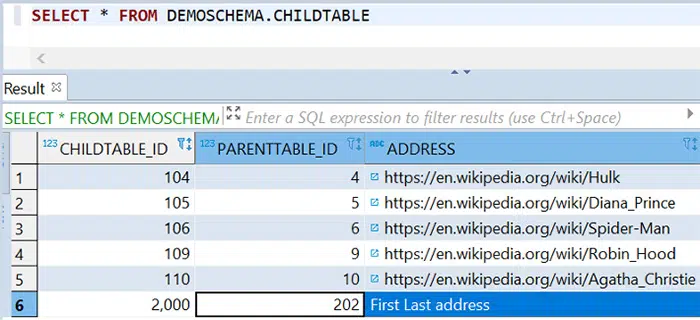 SELECT * FROM DEMOSCHEMA.CHILDTABLE
Result
SELECT * FROM DEMOSCHEMA Enter a SQL expression to filter results (use Ctrl+Space)
123 CHILDTABLE_ID 123 PARENTTABLE_ID ABC ADDRESS
1 104 4 https://en.wikipedia.org/wiki/Hulk
2 105 5 https://en.wikipedia.org/wiki/Diana_Prince
3 106 6 https://en.wikipedia.org/wiki/Spider-Man
4 109 9 https://en.wikipedia.org/wiki/Robin_Hood
5 110 10 https://en.wikipedia.org/wiki/Agatha_Christie
6 2,000 202 First Last address